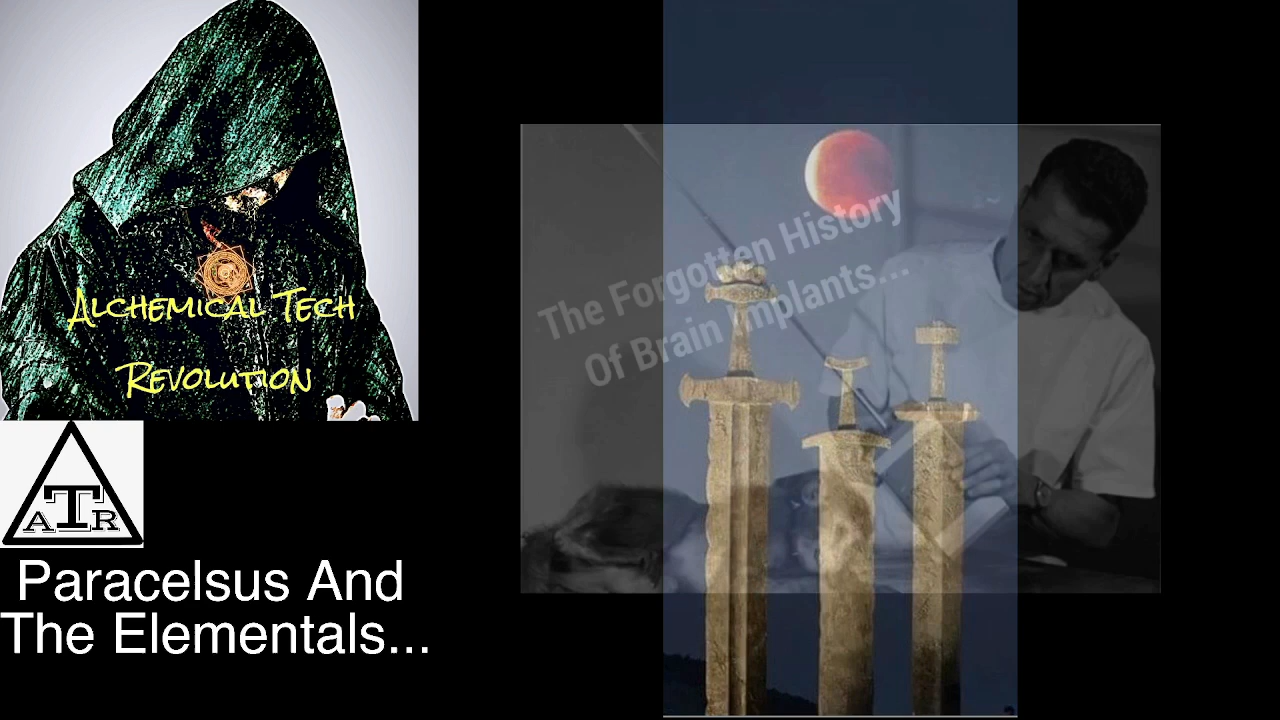 Alchemical Tech
Revolution
ATR
Paracelsus And
The Elementals...
The Forgotten History
Of Brain Implants...